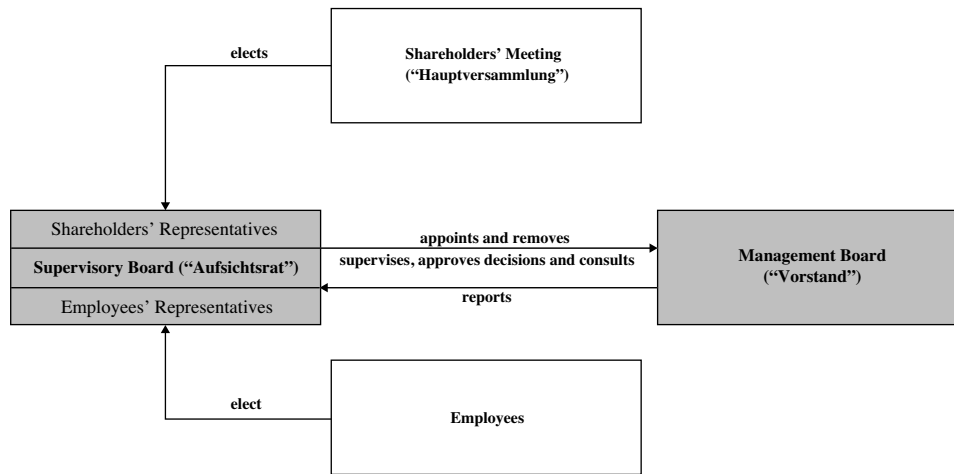 elects
Shareholders’ Meeting
(“Hauptversammlung”)
Shareholders’ Representatives
Supervisory Board (“Aufsichtsrat”)
Employees’ Representatives
appoints and removes
supervises, approves decisions and consults
reports
Management Board
(“Vorstand”)
elect
Employees